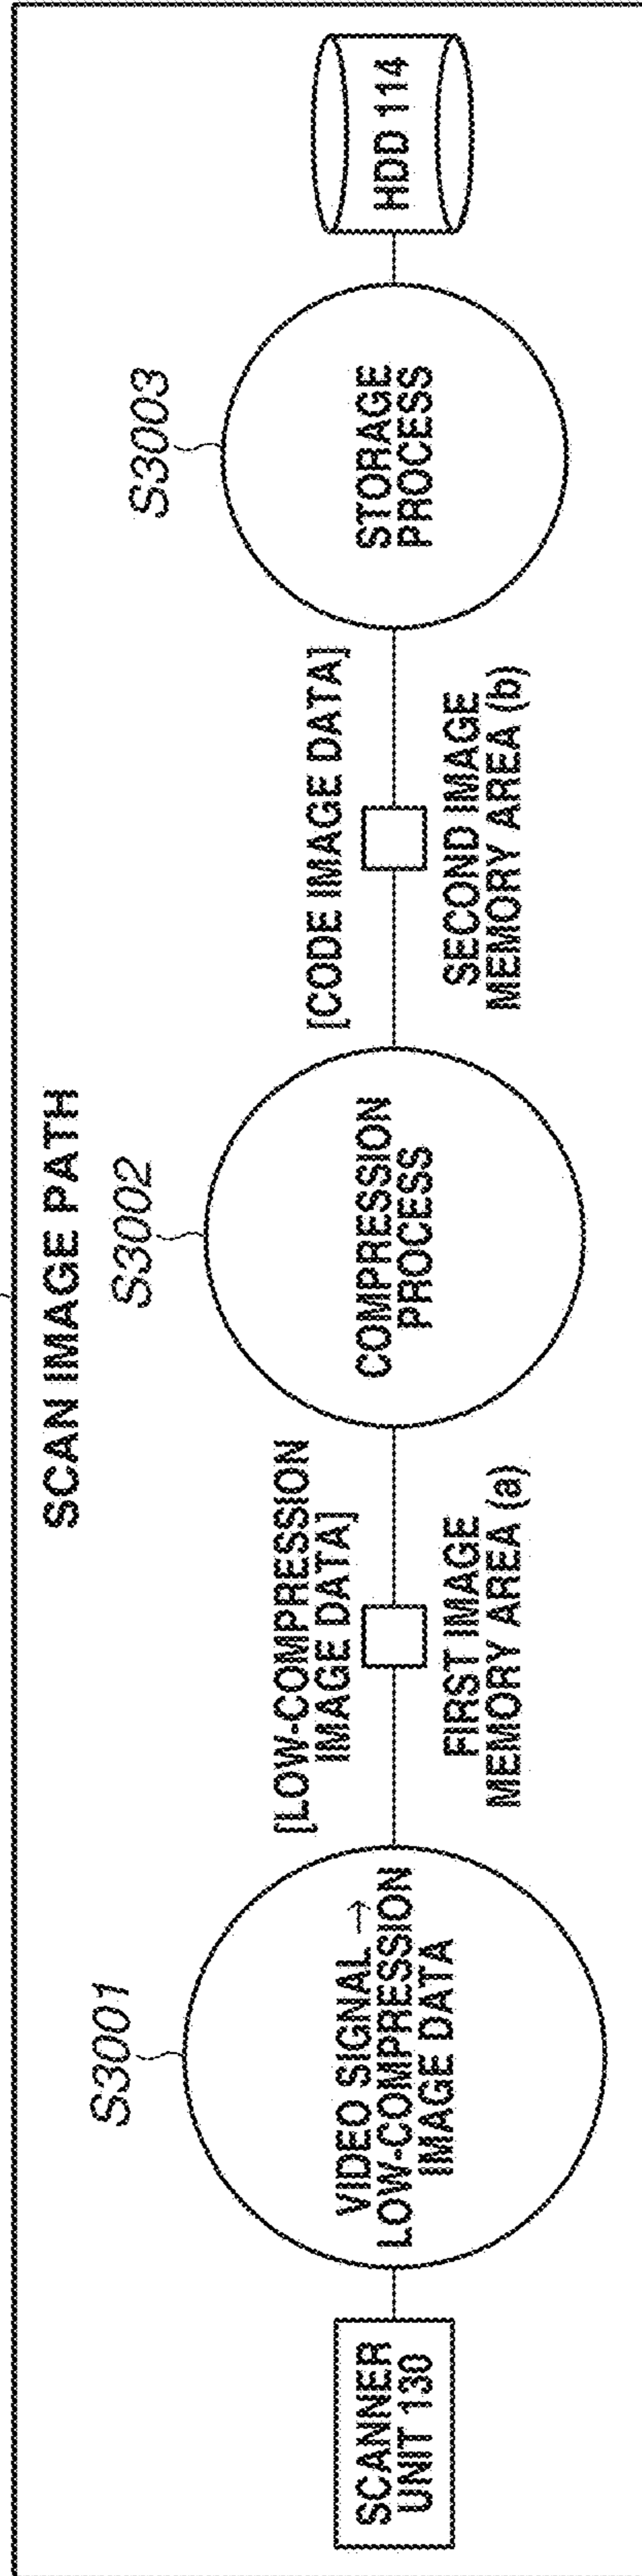 SCAN IMAGE PATH
SCANNER
UNIT 130
S3001
VIDEO SIGNAL →
LOW-COMPRESSION
IMAGE DATA
[LOW-COMPRESSION
IMAGE DATA]
FIRST IMAGE
MEMORY AREA (a)
S3002
COMPRESSION
PROCESS
[CODE IMAGE DATA]
SECOND IMAGE
MEMORY AREA (b)
S3003
STORAGE
PROCESS
HDD 114